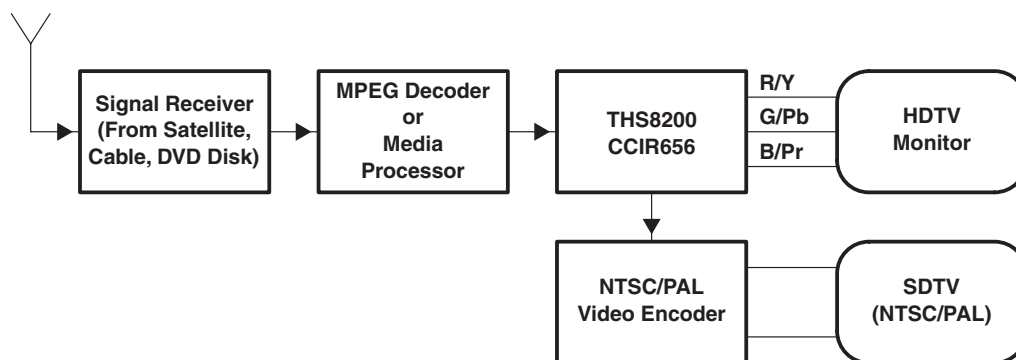 Signal Receiver
(From Satellite,
Cable, DVD Disk)
MPEG Decoder
or
Media
Processor
THS8200
CCIR656
R/Y
G/Pb
B/Pr
HDTV
Monitor
NTSC/PAL
Video Encoder
SDTV
(NTSC/PAL)